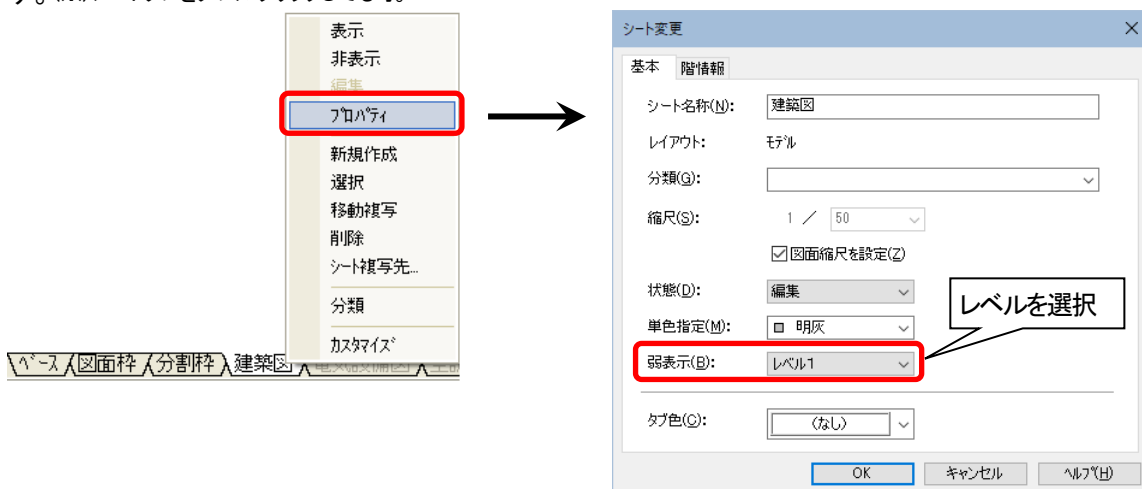 表示
非表示
編集
プロパティ
新規作成
選択
移動複写
削除
シート複写先...
分類
カスタマイズ
ベース 図面枠 分割枠 建築図
シート変更
基本 階情報
シート名称(N): 建築図
レイアウト: モデル
分類(G):
縮尺(S): 1 / 50
図面縮尺を設定(Z)
状態(D): 編集
単色指定(M): 明灰
弱表示(B): レベル1
レベルを選択
タブ色(C): (なし)
OK キャンセル ヘルプ(H)